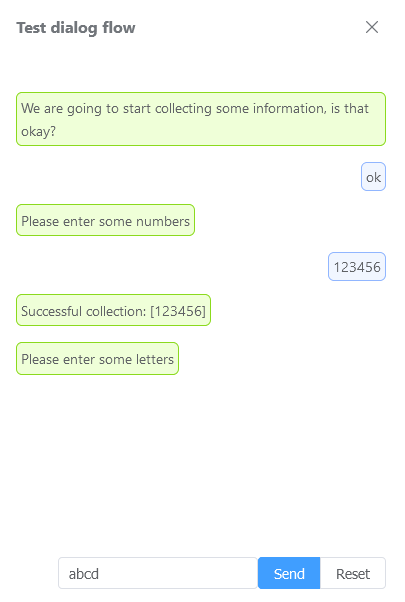 Test dialog flow
We are going to start collecting some information, is that
okay?
ok
Please enter some numbers
123456
Successful collection: [123456]
Please enter some letters
abcd
Send
Reset